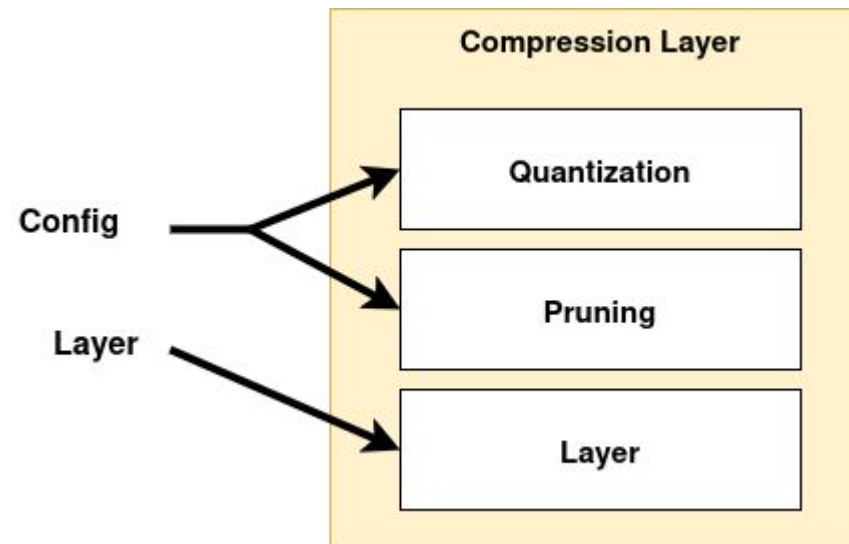 Compression Layer
Quantization
Config
Pruning
Layer
Layer